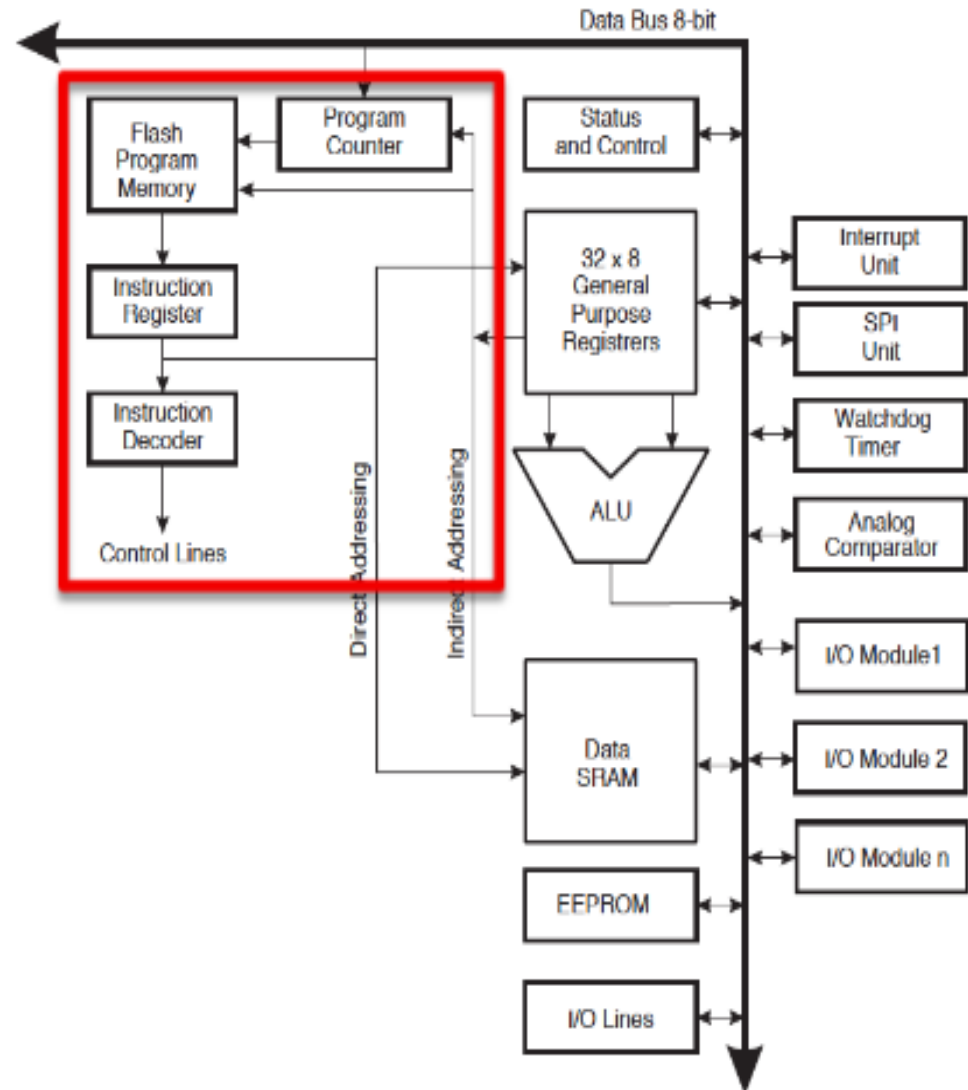 Data Bus 8-bit
Flash
Program
Memory
Program
Counter
Status
and Control
Interrupt
Unit
32 x 8
General
Purpose
Registrers
Instruction
Register
SPI
Unit
Instruction
Decoder
Watchdog
Timer
ALU
Analog
Comparator
Control Lines
Direct Addressing
Indirect Addressing
I/O Module1
Data
SRAM
I/O Module 2
I/O Module n
EEPROM
I/O Lines